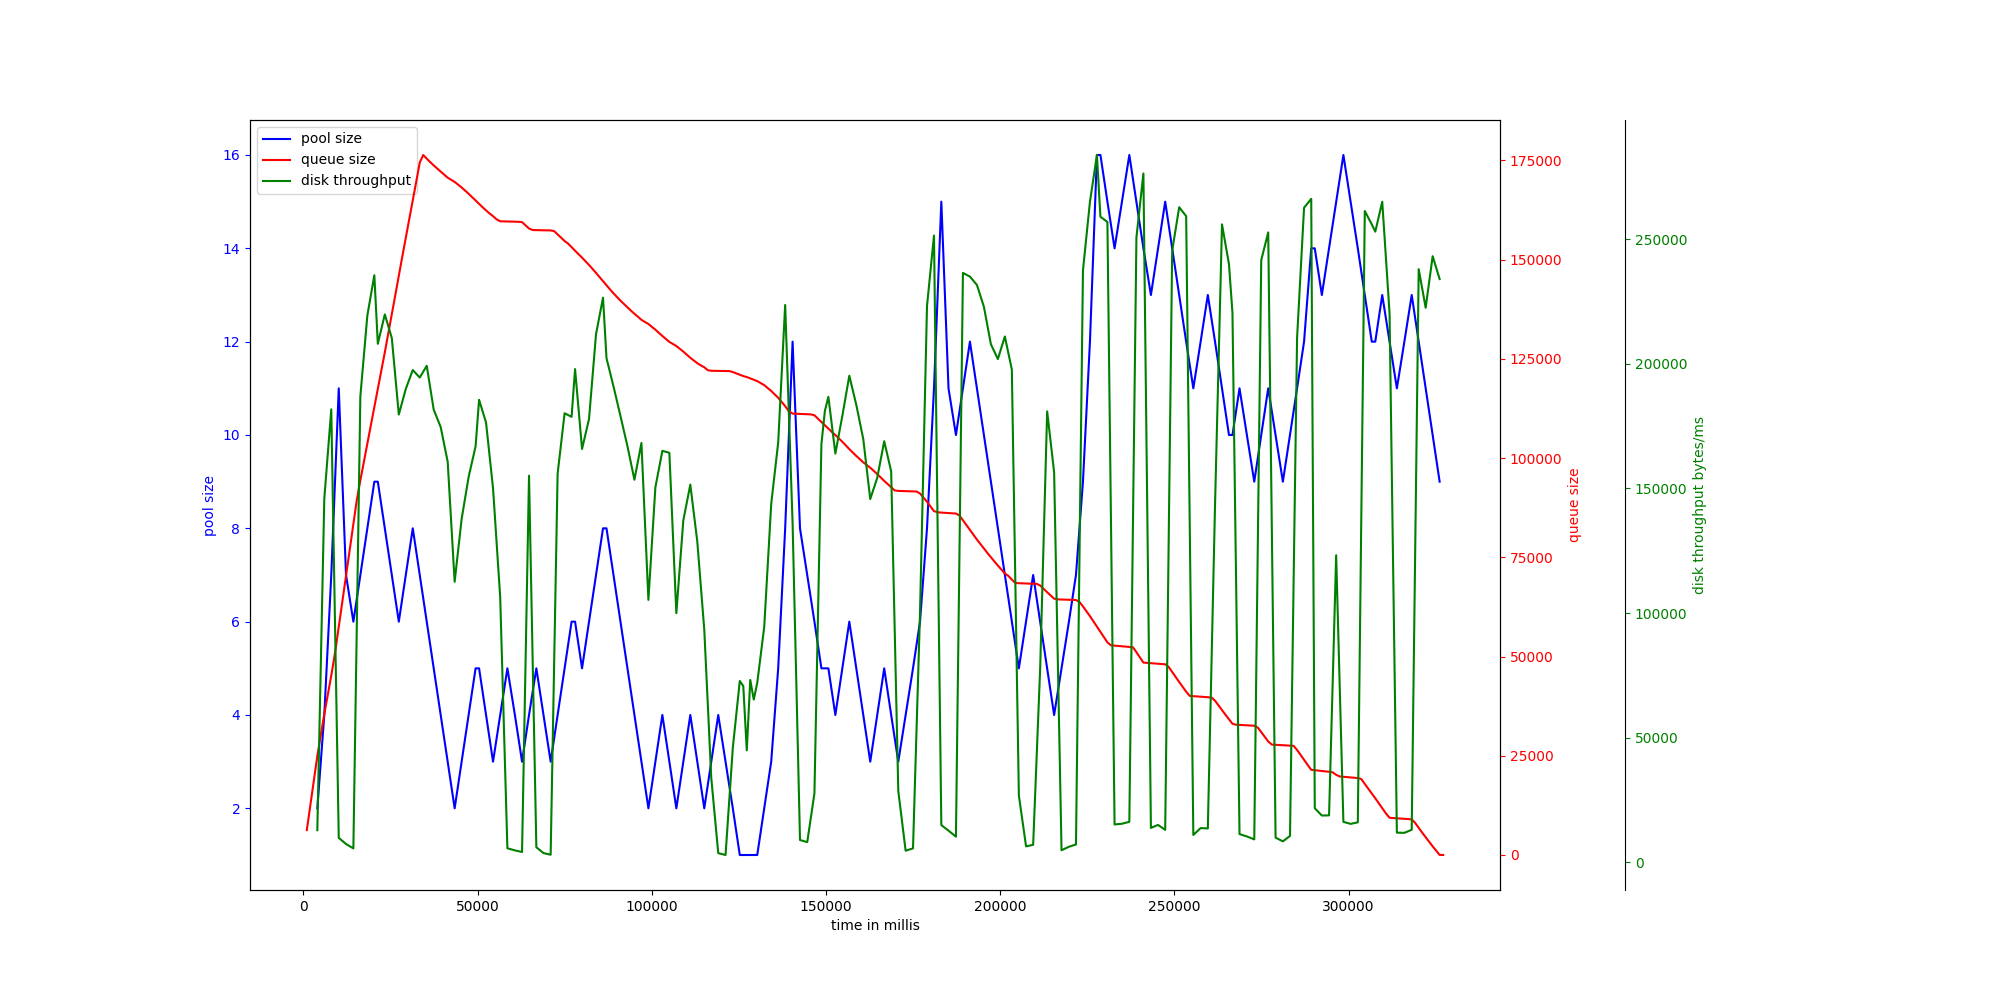 pool size
queue size
disk throughput
16
14
12
10
8
6
4
2
pool size
175000
150000
125000
100000
75000
50000
25000
0
queue size
250000
200000
150000
100000
50000
0
disk throughput bytes/ms
0 50000 100000 150000 200000 250000 300000
time in millis